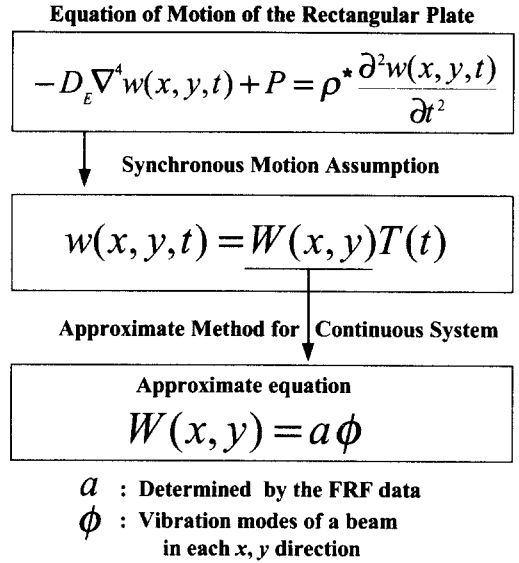 Equation of Motion of the Rectangular Plate
−D_E∇⁴w(x, y, t) + P = ρ* ∂²w(x, y, t)/∂t²
Synchronous Motion Assumption
w(x, y, t) = W(x, y)T(t)
Approximate Method for Continuous System
Approximate equation
W(x, y) = aϕ
a : Determined by the FRF data
ϕ : Vibration modes of a beam
in each x, y direction